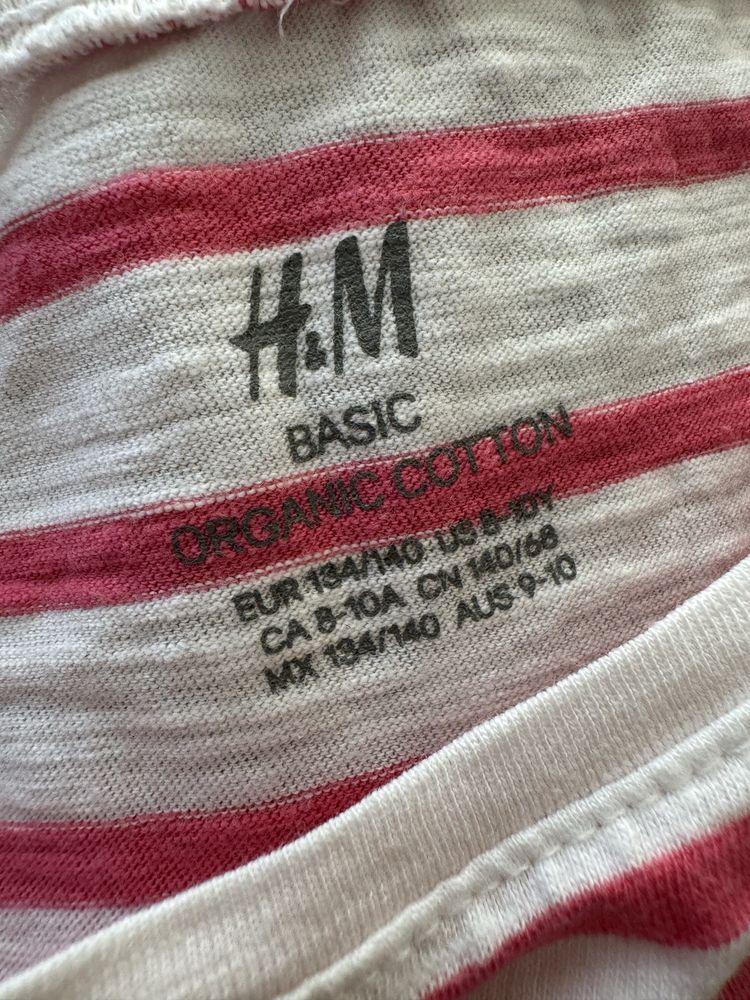 H&M
BASIC
ORGANIC COTTON
EUR 134/140 US 8-10Y
CA 8-10A CN 140/68
MX 134/140 AUS 9-10